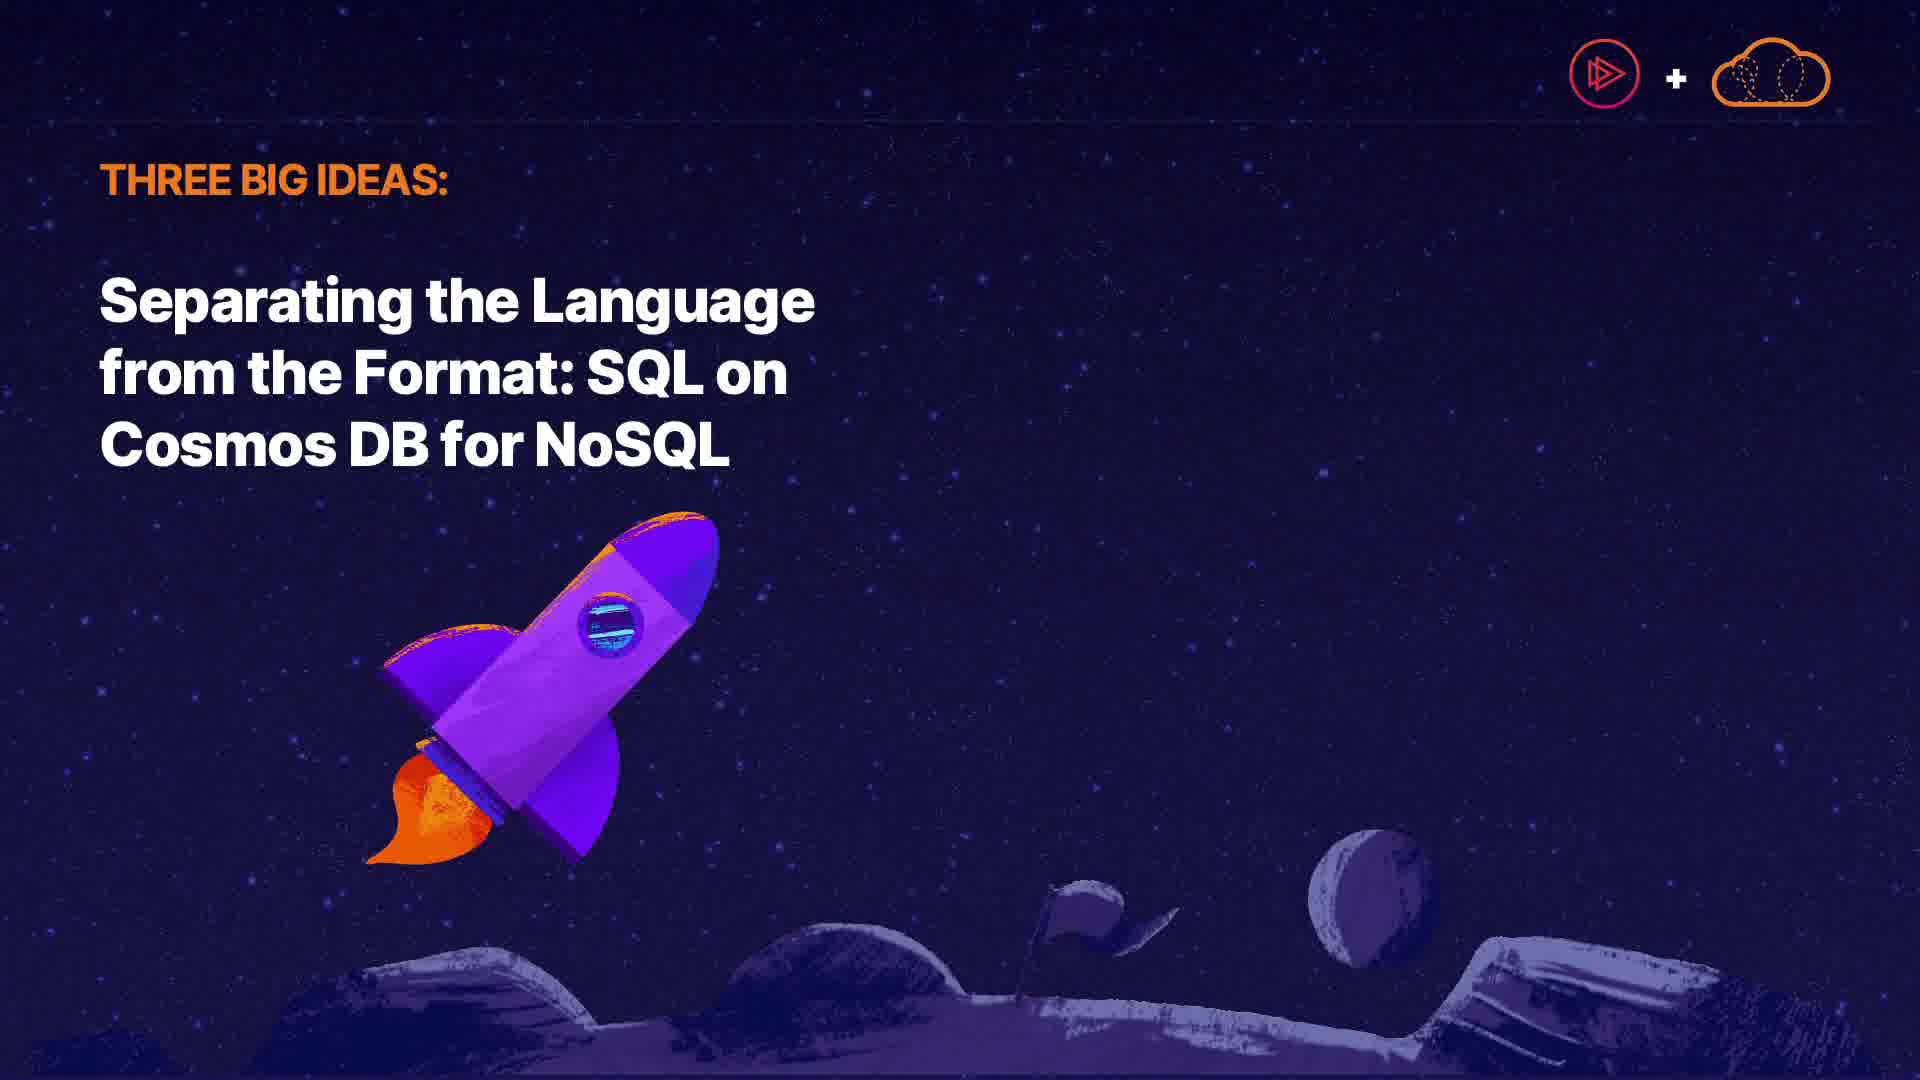 +
THREE BIG IDEAS:
Separating the Language
from the Format: SQL on
Cosmos DB for NoSQL